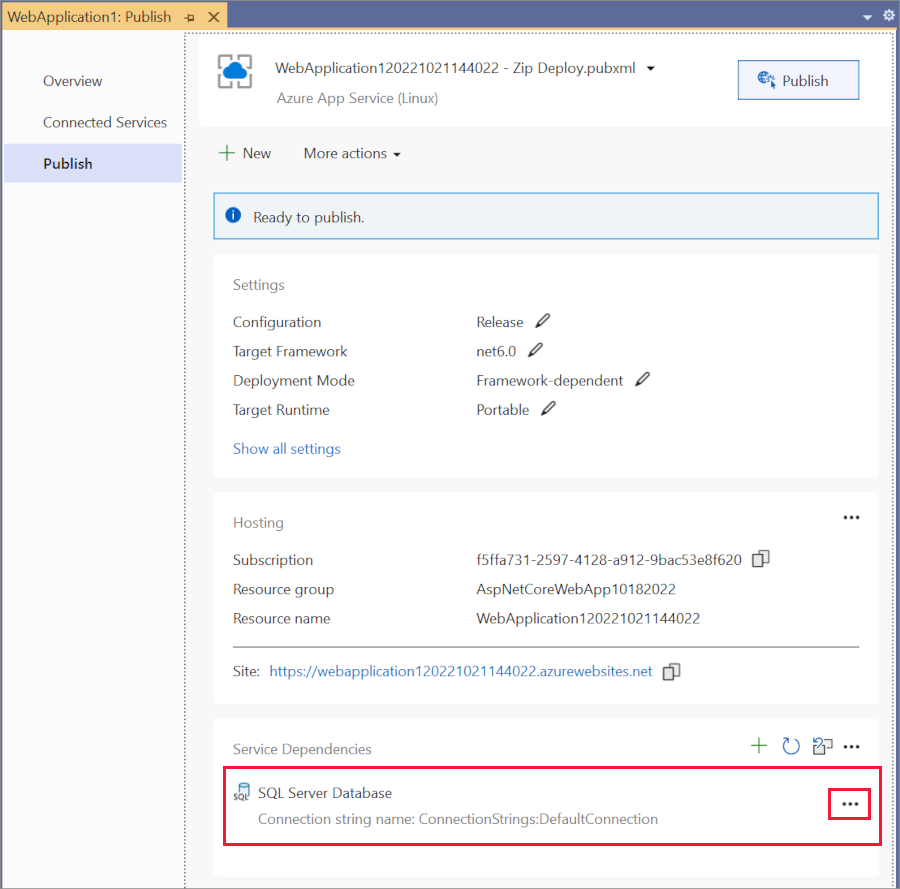 WebApplication1: Publish
Overview
Connected Services
Publish
WebApplication120221021144022 - Zip Deploy.pubxml
Azure App Service (Linux)
Publish
New
More actions
Ready to publish.
Settings
Configuration Release
Target Framework net6.0
Deployment Mode Framework-dependent
Target Runtime Portable
Show all settings
Hosting
Subscription f5ffa731-2597-4128-a912-9bac53e8f620
Resource group AspNetCoreWebApp10182022
Resource name WebApplication120221021144022
Site: https://webapplication120221021144022.azurewebsites.net
Service Dependencies
SQL
SQL Server Database
Connection string name: ConnectionStrings:DefaultConnection